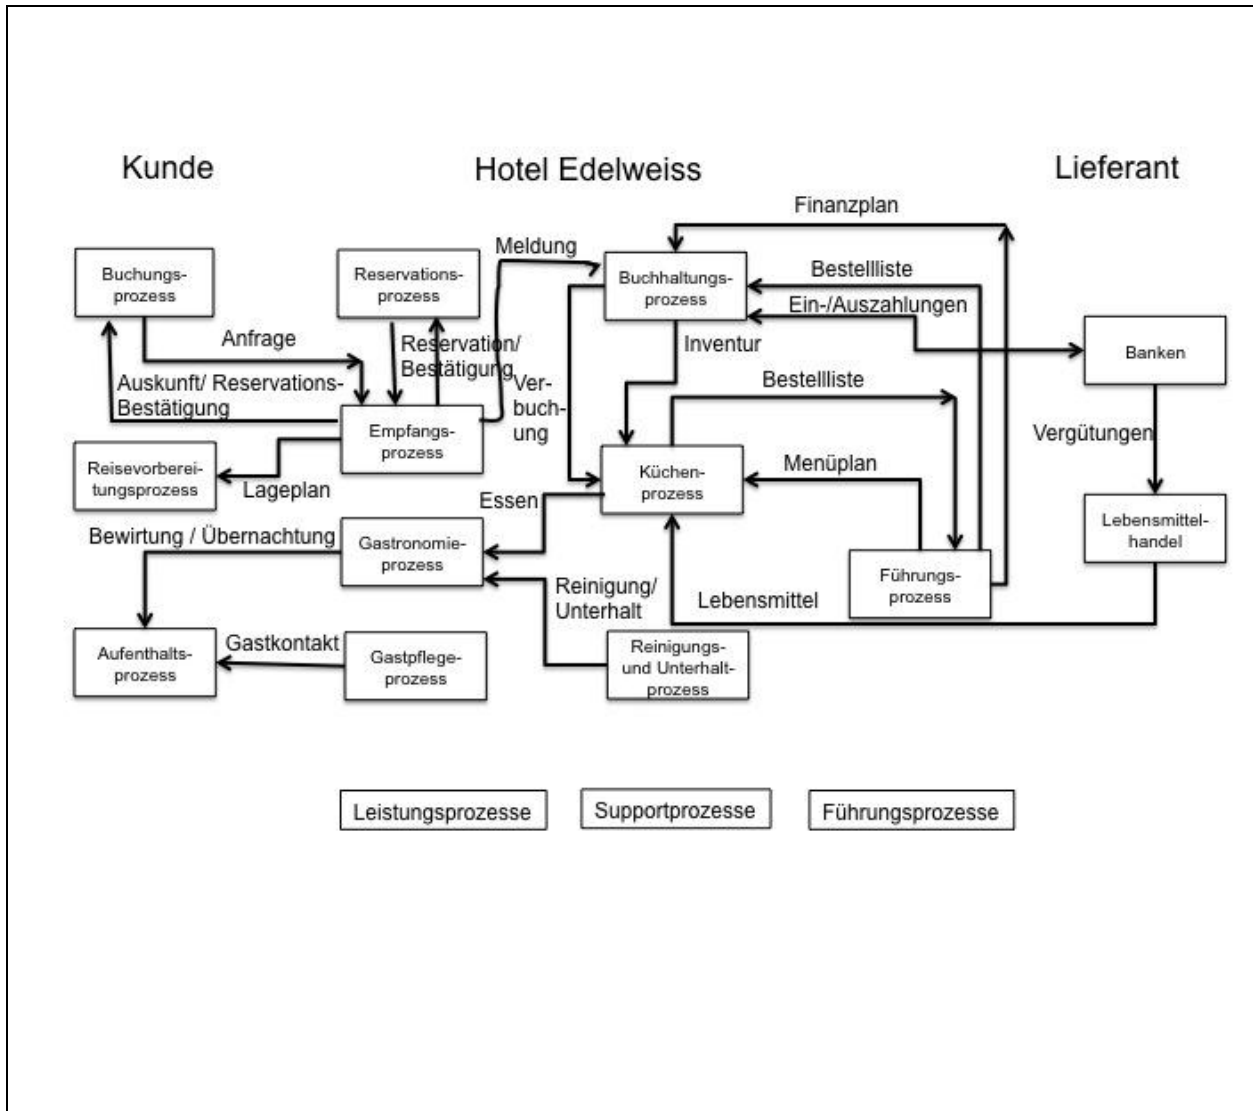 Kunde
Hotel Edelweiss
Lieferant
Finanzplan
Meldung
Buchungs-
prozess
Reservations-
prozess
Buchhaltungs-
prozess
Bestellliste
Ein-/Auszahlungen
Anfrage
Reservation/
Bestätigung
Inventur
Banken
Auskunft/ Reservations-
Bestätigung
Ver-
buch-
ung
Bestellliste
Empfangs-
prozess
Vergütungen
Reisevorberei-
tungsprozess
Lageplan
Küchen-
prozess
Menüplan
Essen
Lebensmittel-
handel
Bewirtung / Übernachtung
Gastronomie-
prozess
Reinigung/
Unterhalt
Lebensmittel
Führungs-
prozess
Aufenthalts-
prozess
Gastkontakt
Gastpflege-
prozess
Reinigungs-
und Unterhalt-
prozess
Leistungsprozesse
Supportprozesse
Führungsprozesse